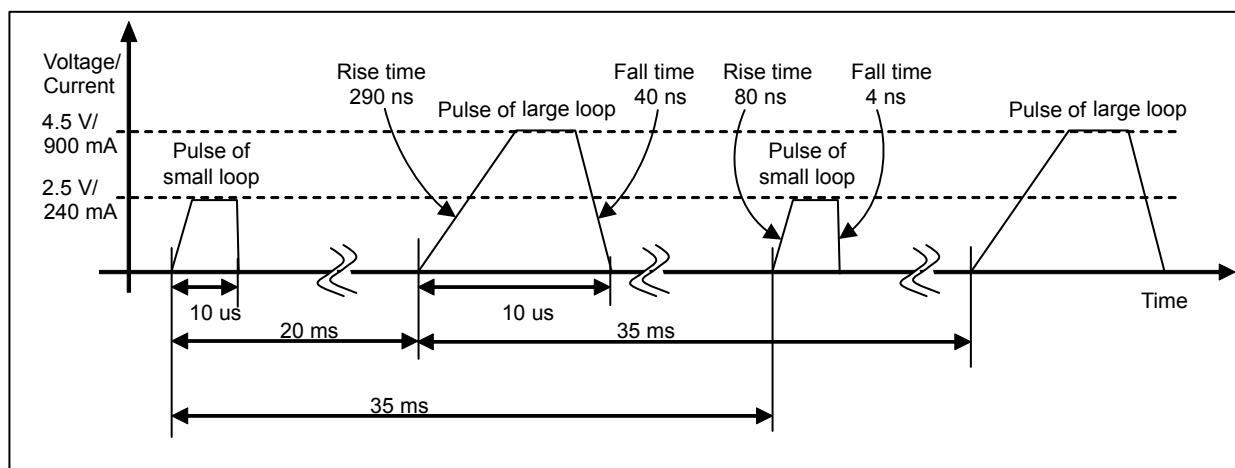 Voltage/
Current
4.5 V/
900 mA
2.5 V/
240 mA
Pulse of
small loop
Rise time
290 ns
Pulse of large loop
Fall time
40 ns
Rise time
80 ns
Fall time
4 ns
Pulse of
small loop
Pulse of large loop
Time
10 us
10 us
20 ms
35 ms
35 ms